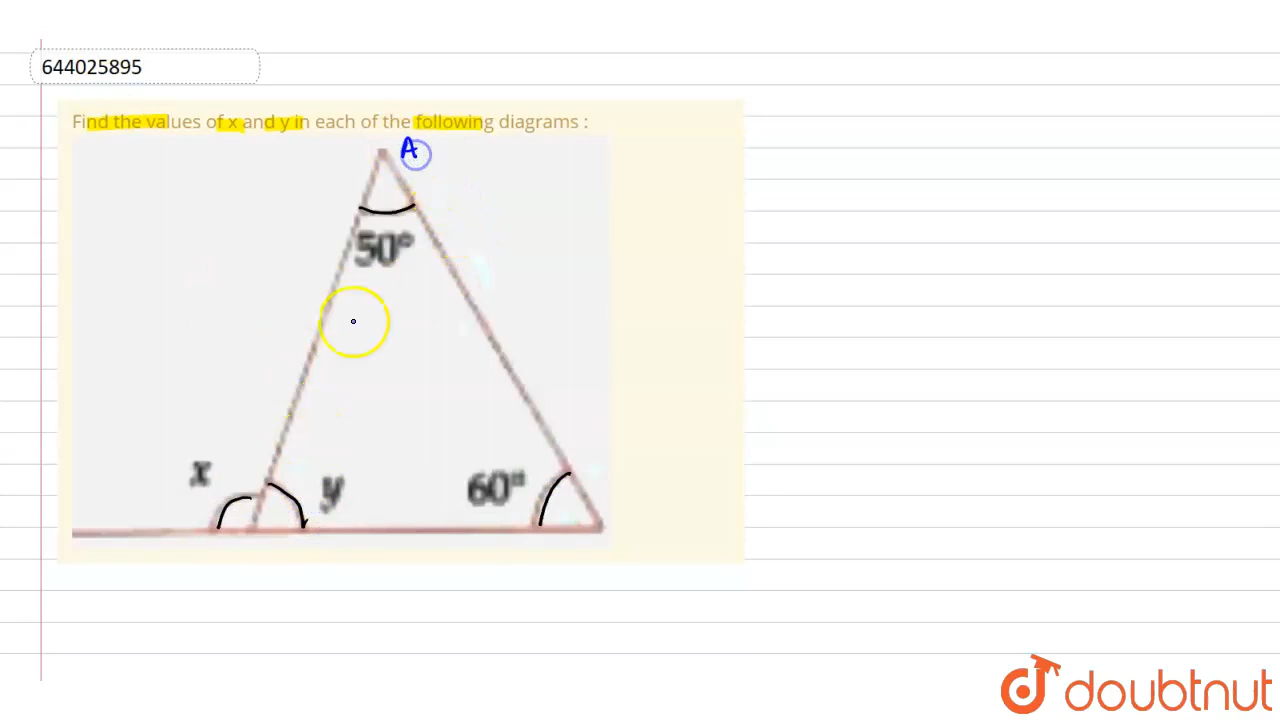 644025895
Find the values of x and y in each of the following diagrams :
A
50°
x
y
60°
doubtnut